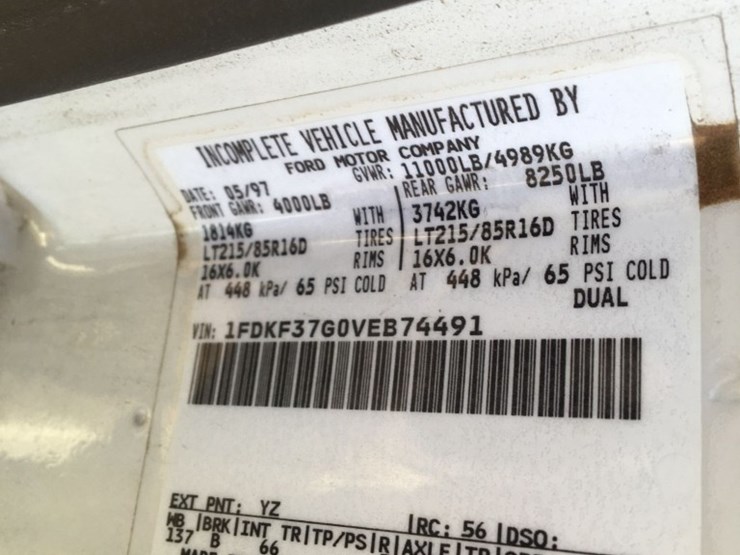 INCOMPLETE VEHICLE MANUFACTURED BY
FORD MOTOR COMPANY
DATE: 05/97 GVWR: 11000LB/4989KG
FRONT GAWR: 4000LB REAR GAWR: 8250LB
1814KG WITH 3742KG WITH
LT215/85R16D TIRES LT215/85R16D TIRES
16X6.0K RIMS 16X6.0K RIMS
AT 448 kPa/ 65 PSI COLD AT 448 kPa/ 65 PSI COLD
DUAL
VIN: 1FDKF37G0VEB74491
EXT PNT: YZ RC: 56 DSO:
WB BRK INT TR TP/PS R AXLE
137 B 66